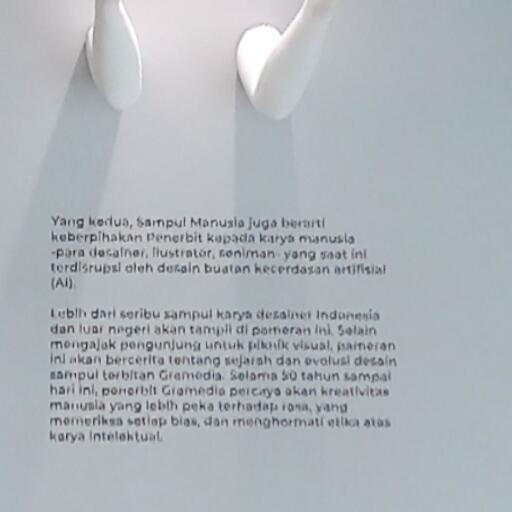 Yang kedua, Sampul Manusia juga berarti
keberpihakan Penerbit kepada karya manusia
-para desainer, ilustrator, seniman- yang saat ini
terdisrupsi oleh desain buatan kecerdasan artifisial
(AI).
Lebih dari seribu sampul karya desainer Indonesia
dan luar negeri akan tampil di pameran ini. Selain
mengajak pengunjung untuk piknik visual, pameran
ini akan bercerita tentang sejarah dan evolusi desain
sampul terbitan Gramedia. Selama 50 tahun sampai
hari ini, penerbit Gramedia percaya akan kreativitas
manusia yang lebih peka terhadap rasa, yang
memeriksa setiap bias, dan menghormati etika atas
karya intelektual.